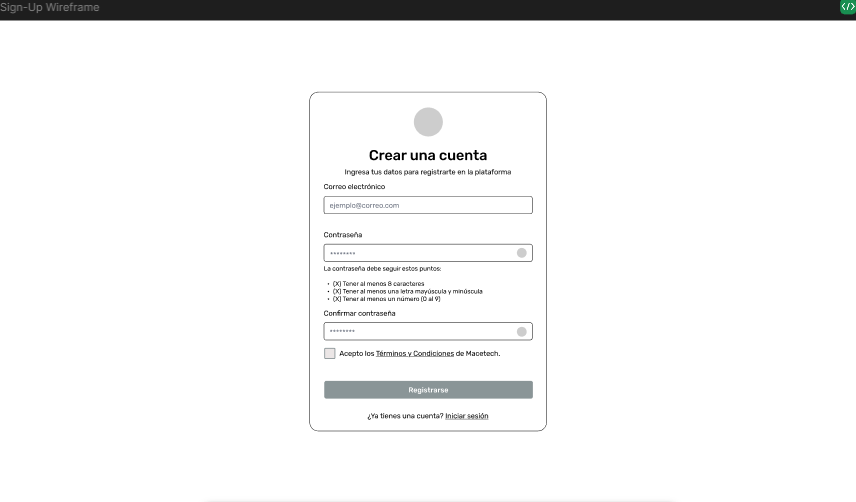 Sign-Up Wireframe
</>
Crear una cuenta
Ingresa tus datos para registrarte en la plataforma
Correo electrónico
ejemplo@correo.com
Contraseña
********
La contraseña debe seguir estos puntos:
• (X) Tener al menos 8 caracteres
• (X) Tener al menos una letra mayúscula y minúscula
• (X) Tener al menos un número (0 al 9)
Confirmar contraseña
********
Acepto los Términos y Condiciones de Macetech.
Registrarse
¿Ya tienes una cuenta? Iniciar sesión